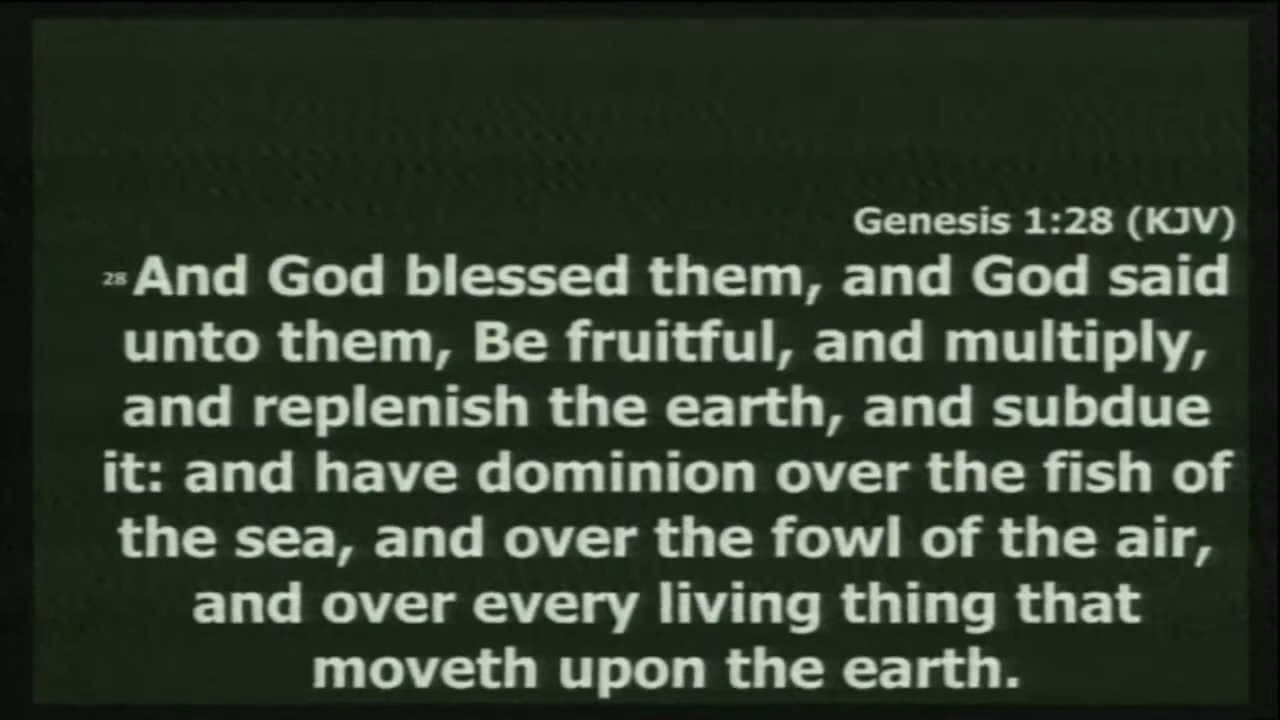 Genesis 1:28 (KJV)
28 And God blessed them, and God said
unto them, Be fruitful, and multiply,
and replenish the earth, and subdue
it: and have dominion over the fish of
the sea, and over the fowl of the air,
and over every living thing that
moveth upon the earth.